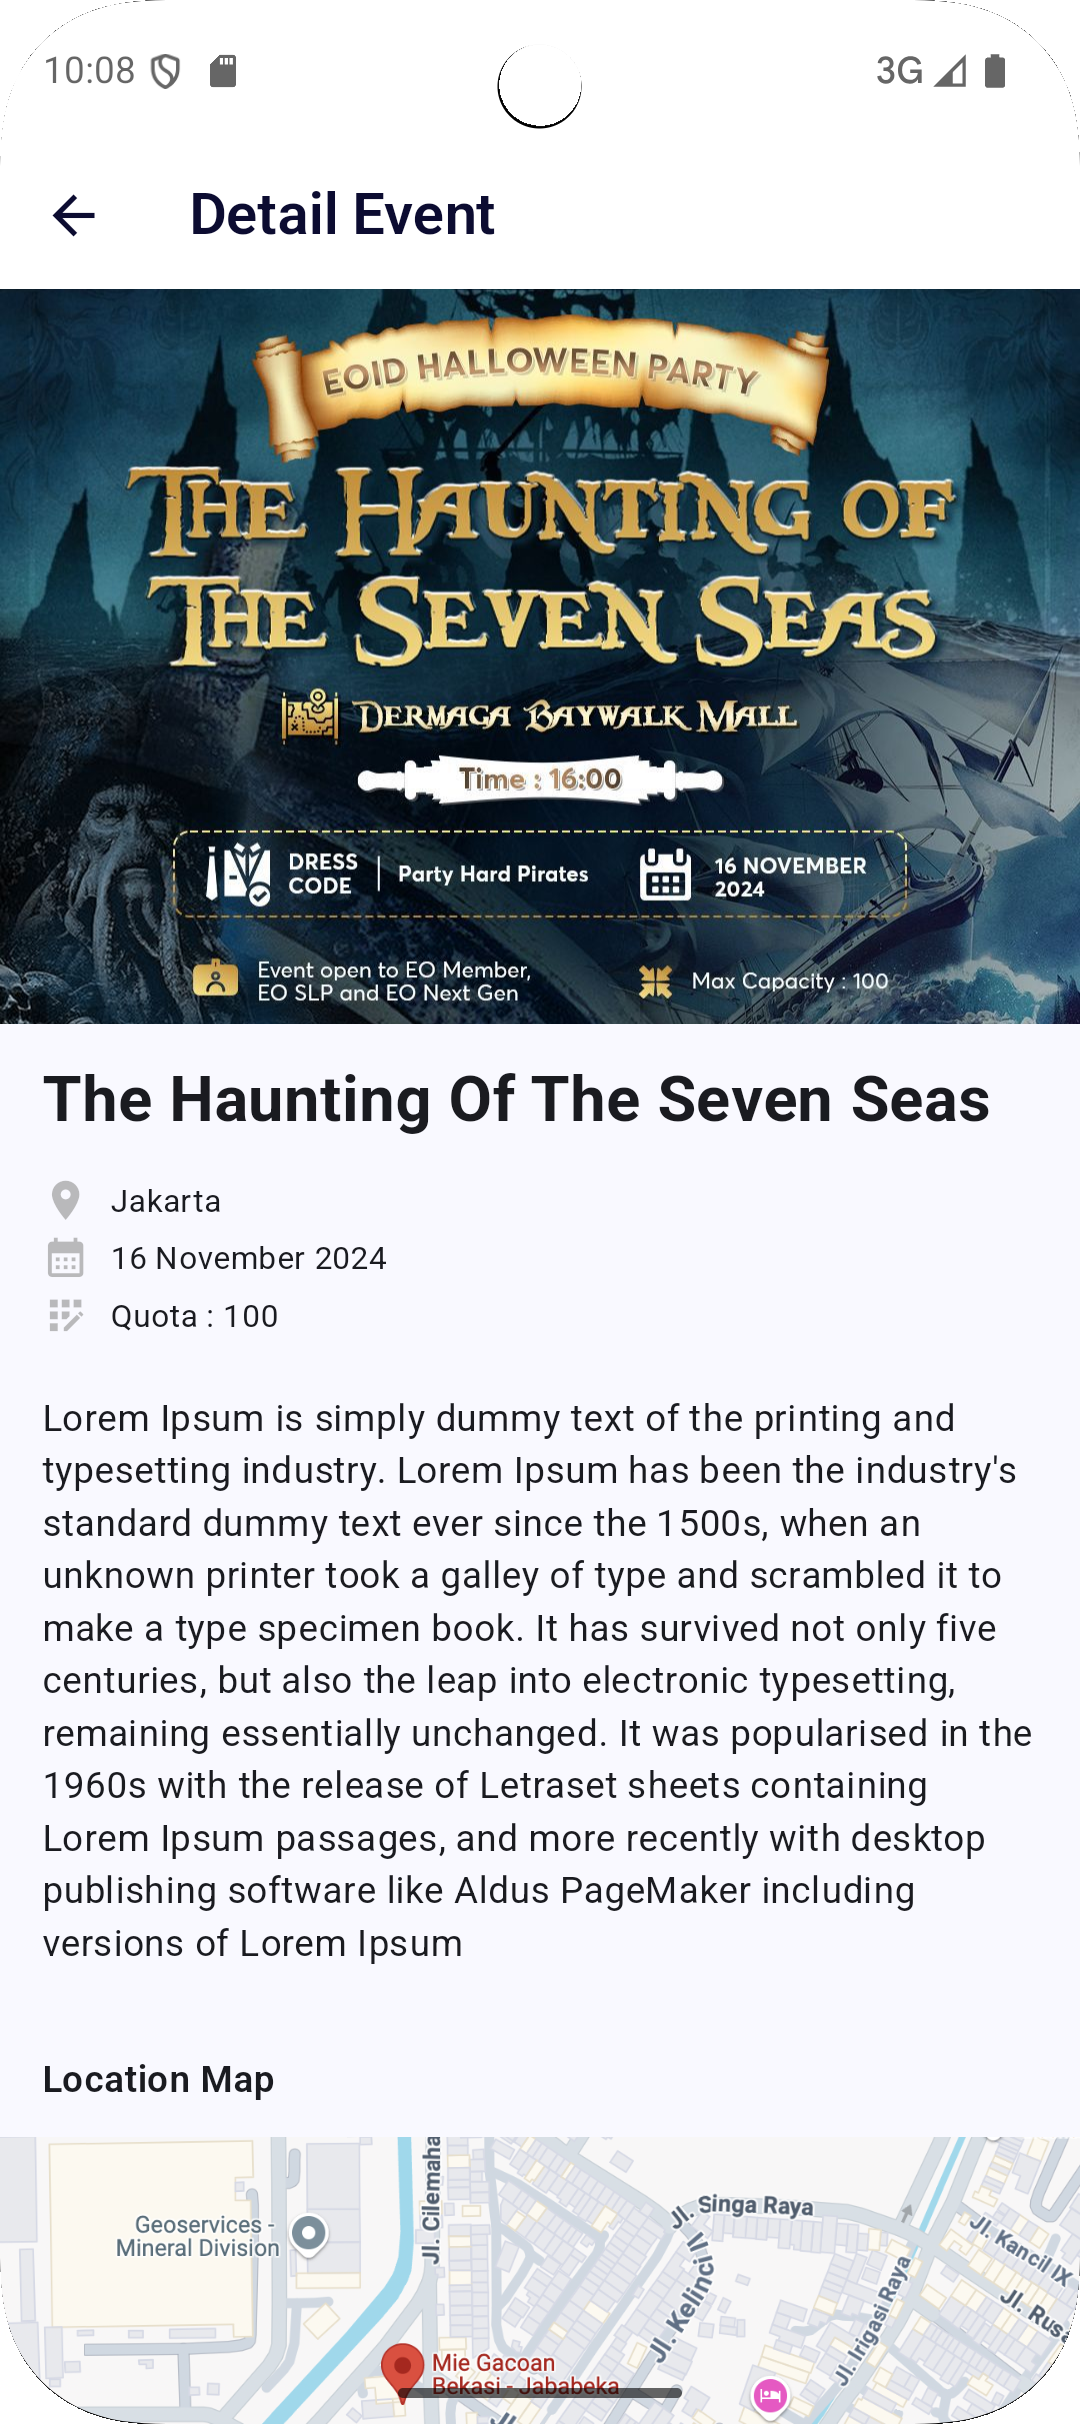 10:08
3G
Detail Event
EOID HALLOWEEN PARTY
THE HAUNTING OF
THE SEVEN SEAS
DERMAGA BAYWALK MALL
Time : 16:00
DRESS
CODE
Party Hard Pirates
16 NOVEMBER
2024
Event open to EO Member,
EO SLP and EO Next Gen
Max Capacity : 100
The Haunting Of The Seven Seas
Jakarta
16 November 2024
Quota : 100
Lorem Ipsum is simply dummy text of the printing and
typesetting industry. Lorem Ipsum has been the industry's
standard dummy text ever since the 1500s, when an
unknown printer took a galley of type and scrambled it to
make a type specimen book. It has survived not only five
centuries, but also the leap into electronic typesetting,
remaining essentially unchanged. It was popularised in the
1960s with the release of Letraset sheets containing
Lorem Ipsum passages, and more recently with desktop
publishing software like Aldus PageMaker including
versions of Lorem Ipsum
Location Map
Geoservices -
Mineral Division
Jl. Cilemaha
Jl. Singa Raya
Jl. Kelinci IV
Jl. Irigasi Raya
Jl. Kancil IX
Jl. Rusa
Mie Gacoan
Bekasi - Jababeka